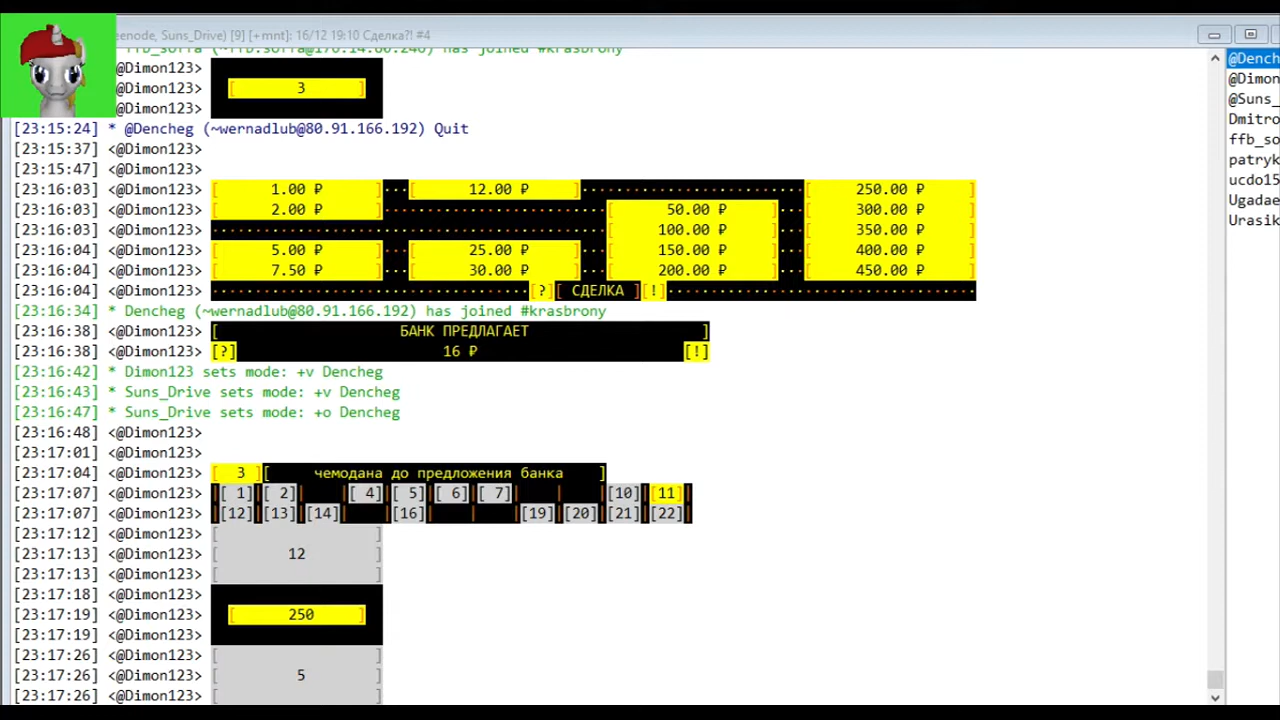 eenode, Suns_Drive) [9] [+mnt]: 16/12 19:10 Сделка?! #4
has joined #krasbrony
@Dimon123>
@Dimon123> [ 3 ]
@Dimon123>
[23:15:24] * @Dencheg (~wernadlub@80.91.166.192) Quit
[23:15:37] <@Dimon123>
[23:15:47] <@Dimon123>
[23:16:03] <@Dimon123> [ 1.00 ₽ ]···[ 12.00 ₽ ]·······················[ 250.00 ₽ ]
[23:16:03] <@Dimon123> [ 2.00 ₽ ]·······················[ 50.00 ₽ ]···[ 300.00 ₽ ]
[23:16:03] <@Dimon123> ···········································[ 100.00 ₽ ]···[ 350.00 ₽ ]
[23:16:04] <@Dimon123> [ 5.00 ₽ ]···[ 25.00 ₽ ]···[ 150.00 ₽ ]···[ 400.00 ₽ ]
[23:16:04] <@Dimon123> [ 7.50 ₽ ]···[ 30.00 ₽ ]···[ 200.00 ₽ ]···[ 450.00 ₽ ]
[23:16:04] <@Dimon123> ···································[?][ СДЕЛКА ][!]···································
[23:16:34] * Dencheg (~wernadlub@80.91.166.192) has joined #krasbrony
[23:16:38] <@Dimon123> [ БАНК ПРЕДЛАГАЕТ ]
[23:16:38] <@Dimon123> [?] 16 ₽ [!]
[23:16:42] * Dimon123 sets mode: +v Dencheg
[23:16:43] * Suns_Drive sets mode: +v Dencheg
[23:16:47] * Suns_Drive sets mode: +o Dencheg
[23:16:48] <@Dimon123>
[23:17:01] <@Dimon123>
[23:17:04] <@Dimon123> [ 3 ][ чемодана до предложения банка ]
[23:17:07] <@Dimon123> |[ 1]|[ 2]| |[ 4]|[ 5]|[ 6]|[ 7]| | |[10]|[11]|
[23:17:07] <@Dimon123> |[12]|[13]|[14]| |[16]| | |[19]|[20]|[21]|[22]|
[23:17:12] <@Dimon123> [ ]
[23:17:13] <@Dimon123> 12
[23:17:13] <@Dimon123> [ ]
[23:17:18] <@Dimon123>
[23:17:19] <@Dimon123> [ 250 ]
[23:17:19] <@Dimon123>
[23:17:26] <@Dimon123> [ ]
[23:17:26] <@Dimon123> 5
[23:17:26] <@Dimon123> [ ]
@Dench
@Dimon
@Suns_
Dmitro
ffb_so
patryk
ucdo15
Ugadae
Urasik